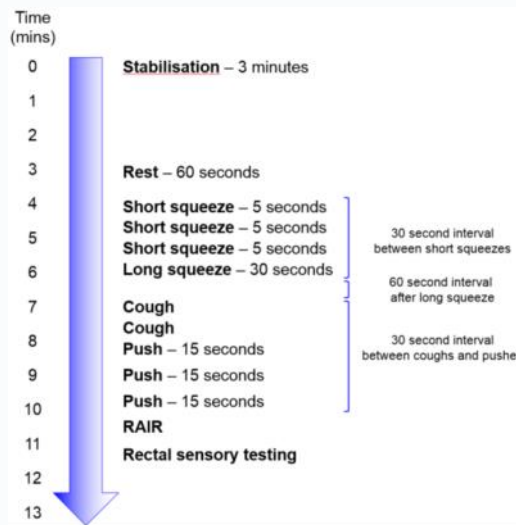 Time
(mins)
0
Stabilisation – 3 minutes
1
2
3
Rest – 60 seconds
4
Short squeeze – 5 seconds
Short squeeze – 5 seconds
5
Short squeeze – 5 seconds
30 second interval
between short squeezes
6
Long squeeze – 30 seconds
60 second interval
after long squeeze
7
Cough
Cough
8
Push – 15 seconds
30 second interval
between coughs and pushe
9
Push – 15 seconds
10
Push – 15 seconds
RAIR
11
Rectal sensory testing
12
13